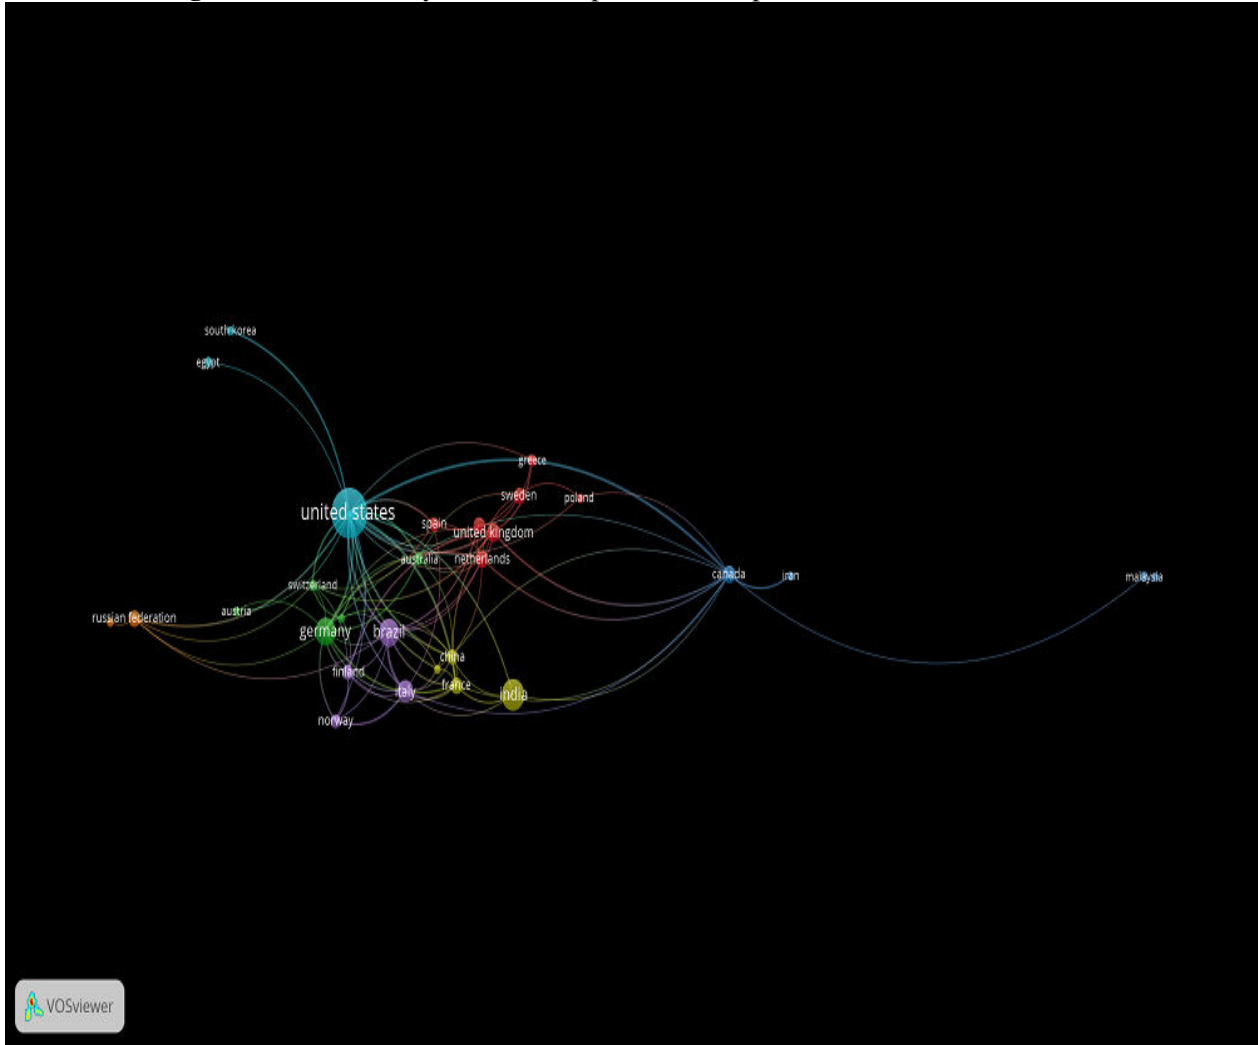 south korea
egypt
greece
sweden
poland
united states
spain
united kingdom
australia
netherlands
canada
iran
malaysia
switzerland
austria
russian federation
germany
brazil
china
finland
france
italy
india
norway
VOSviewer